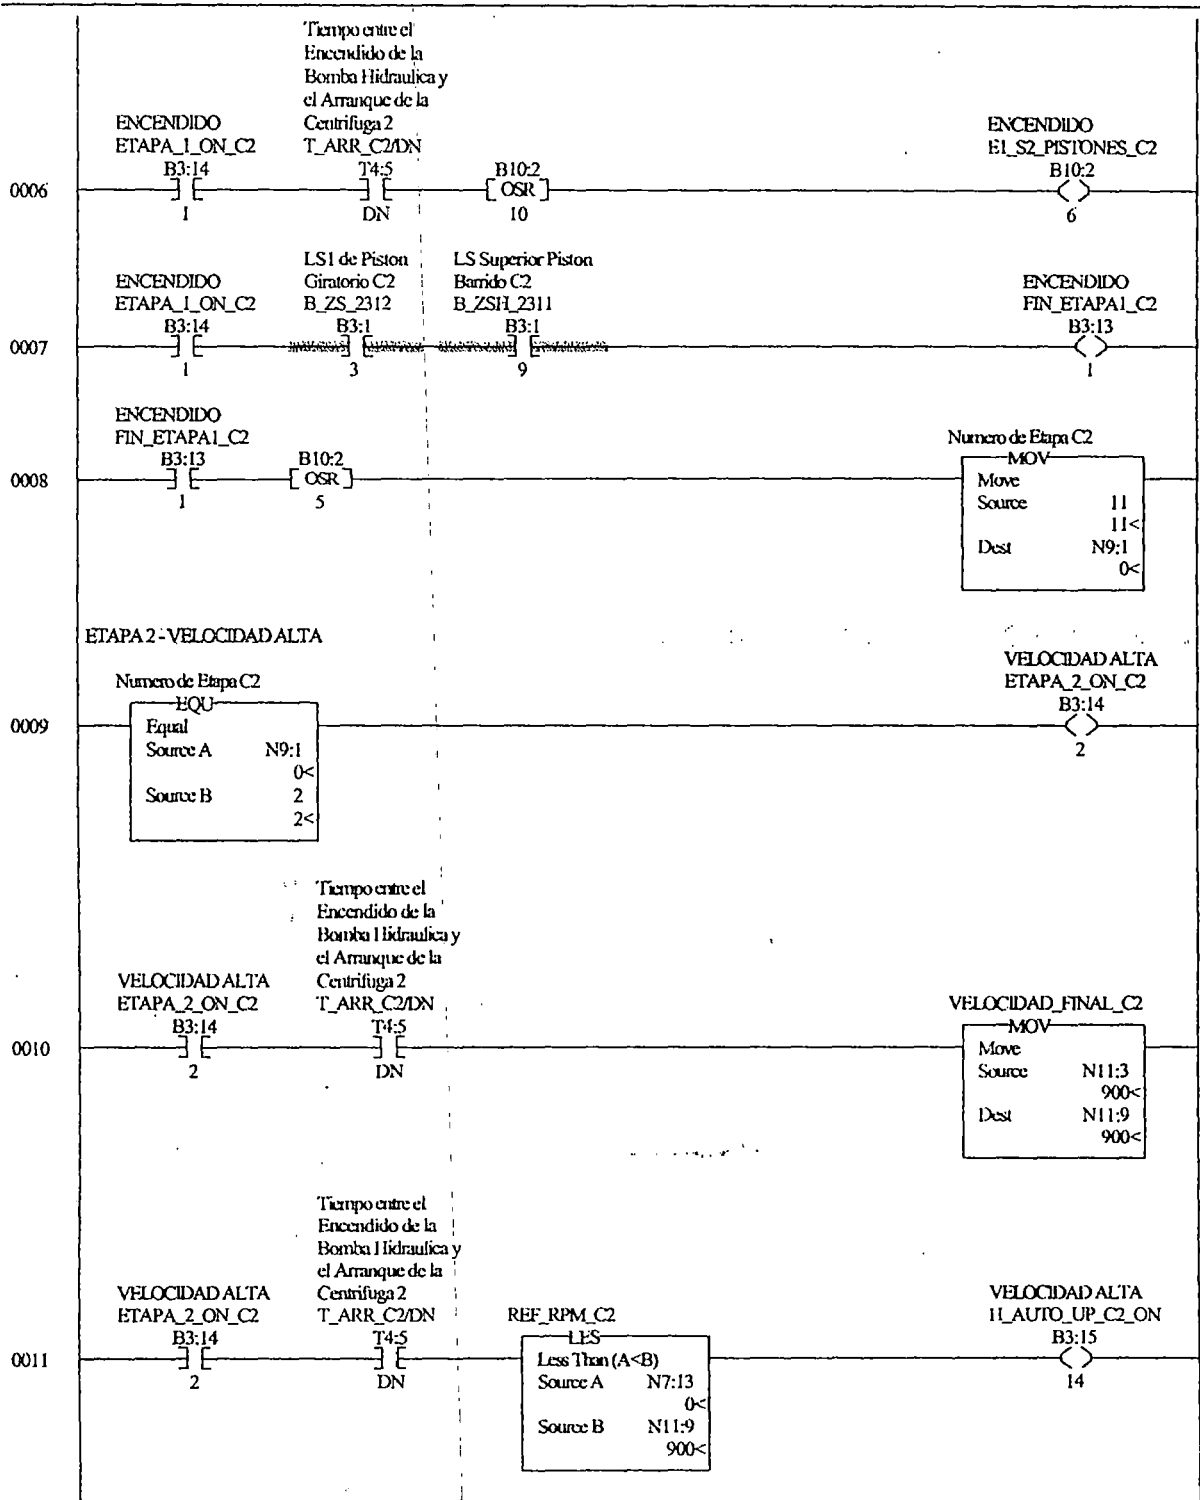 Tiempo entre el
Encendido de la
Bomba Hidraulica y
el Arranque de la
Centrifuga 2
T_ARR_C2/DN
ENCENDIDO
ETAPA_1_ON_C2
ENCENDIDO
E1_S2_PISTONES_C2
0006
B3:14
1
T4:5
DN
B10:2
OSR
10
B10:2
6
ENCENDIDO
ETAPA_1_ON_C2
LS1 de Piston
Giratorio C2
B_ZS_2312
LS Superior Piston
Barrido C2
B_ZSH_2311
ENCENDIDO
FIN_ETAPA1_C2
0007
B3:14
1
B3:1
3
B3:1
9
B3:13
1
ENCENDIDO
FIN_ETAPA1_C2
0008
B3:13
1
B10:2
OSR
5
Numero de Etapa C2
MOV
Move
Source 11
11<
Dest N9:1
0<
ETAPA 2 - VELOCIDAD ALTA
Numero de Etapa C2
0009
EQU
Equal
Source A N9:1
0<
Source B 2
2<
VELOCIDAD ALTA
ETAPA_2_ON_C2
B3:14
2
Tiempo entre el
Encendido de la
Bomba Hidraulica y
el Arranque de la
Centrifuga 2
T_ARR_C2/DN
VELOCIDAD ALTA
ETAPA_2_ON_C2
0010
B3:14
2
T4:5
DN
VELOCIDAD_FINAL_C2
MOV
Move
Source N11:3
900<
Dest N11:9
900<
Tiempo entre el
Encendido de la
Bomba Hidraulica y
el Arranque de la
Centrifuga 2
T_ARR_C2/DN
VELOCIDAD ALTA
ETAPA_2_ON_C2
0011
B3:14
2
T4:5
DN
REF_RPM_C2
LES
Less Than (A<B)
Source A N7:13
0<
Source B N11:9
900<
VELOCIDAD ALTA
H_AUTO_UP_C2_ON
B3:15
14